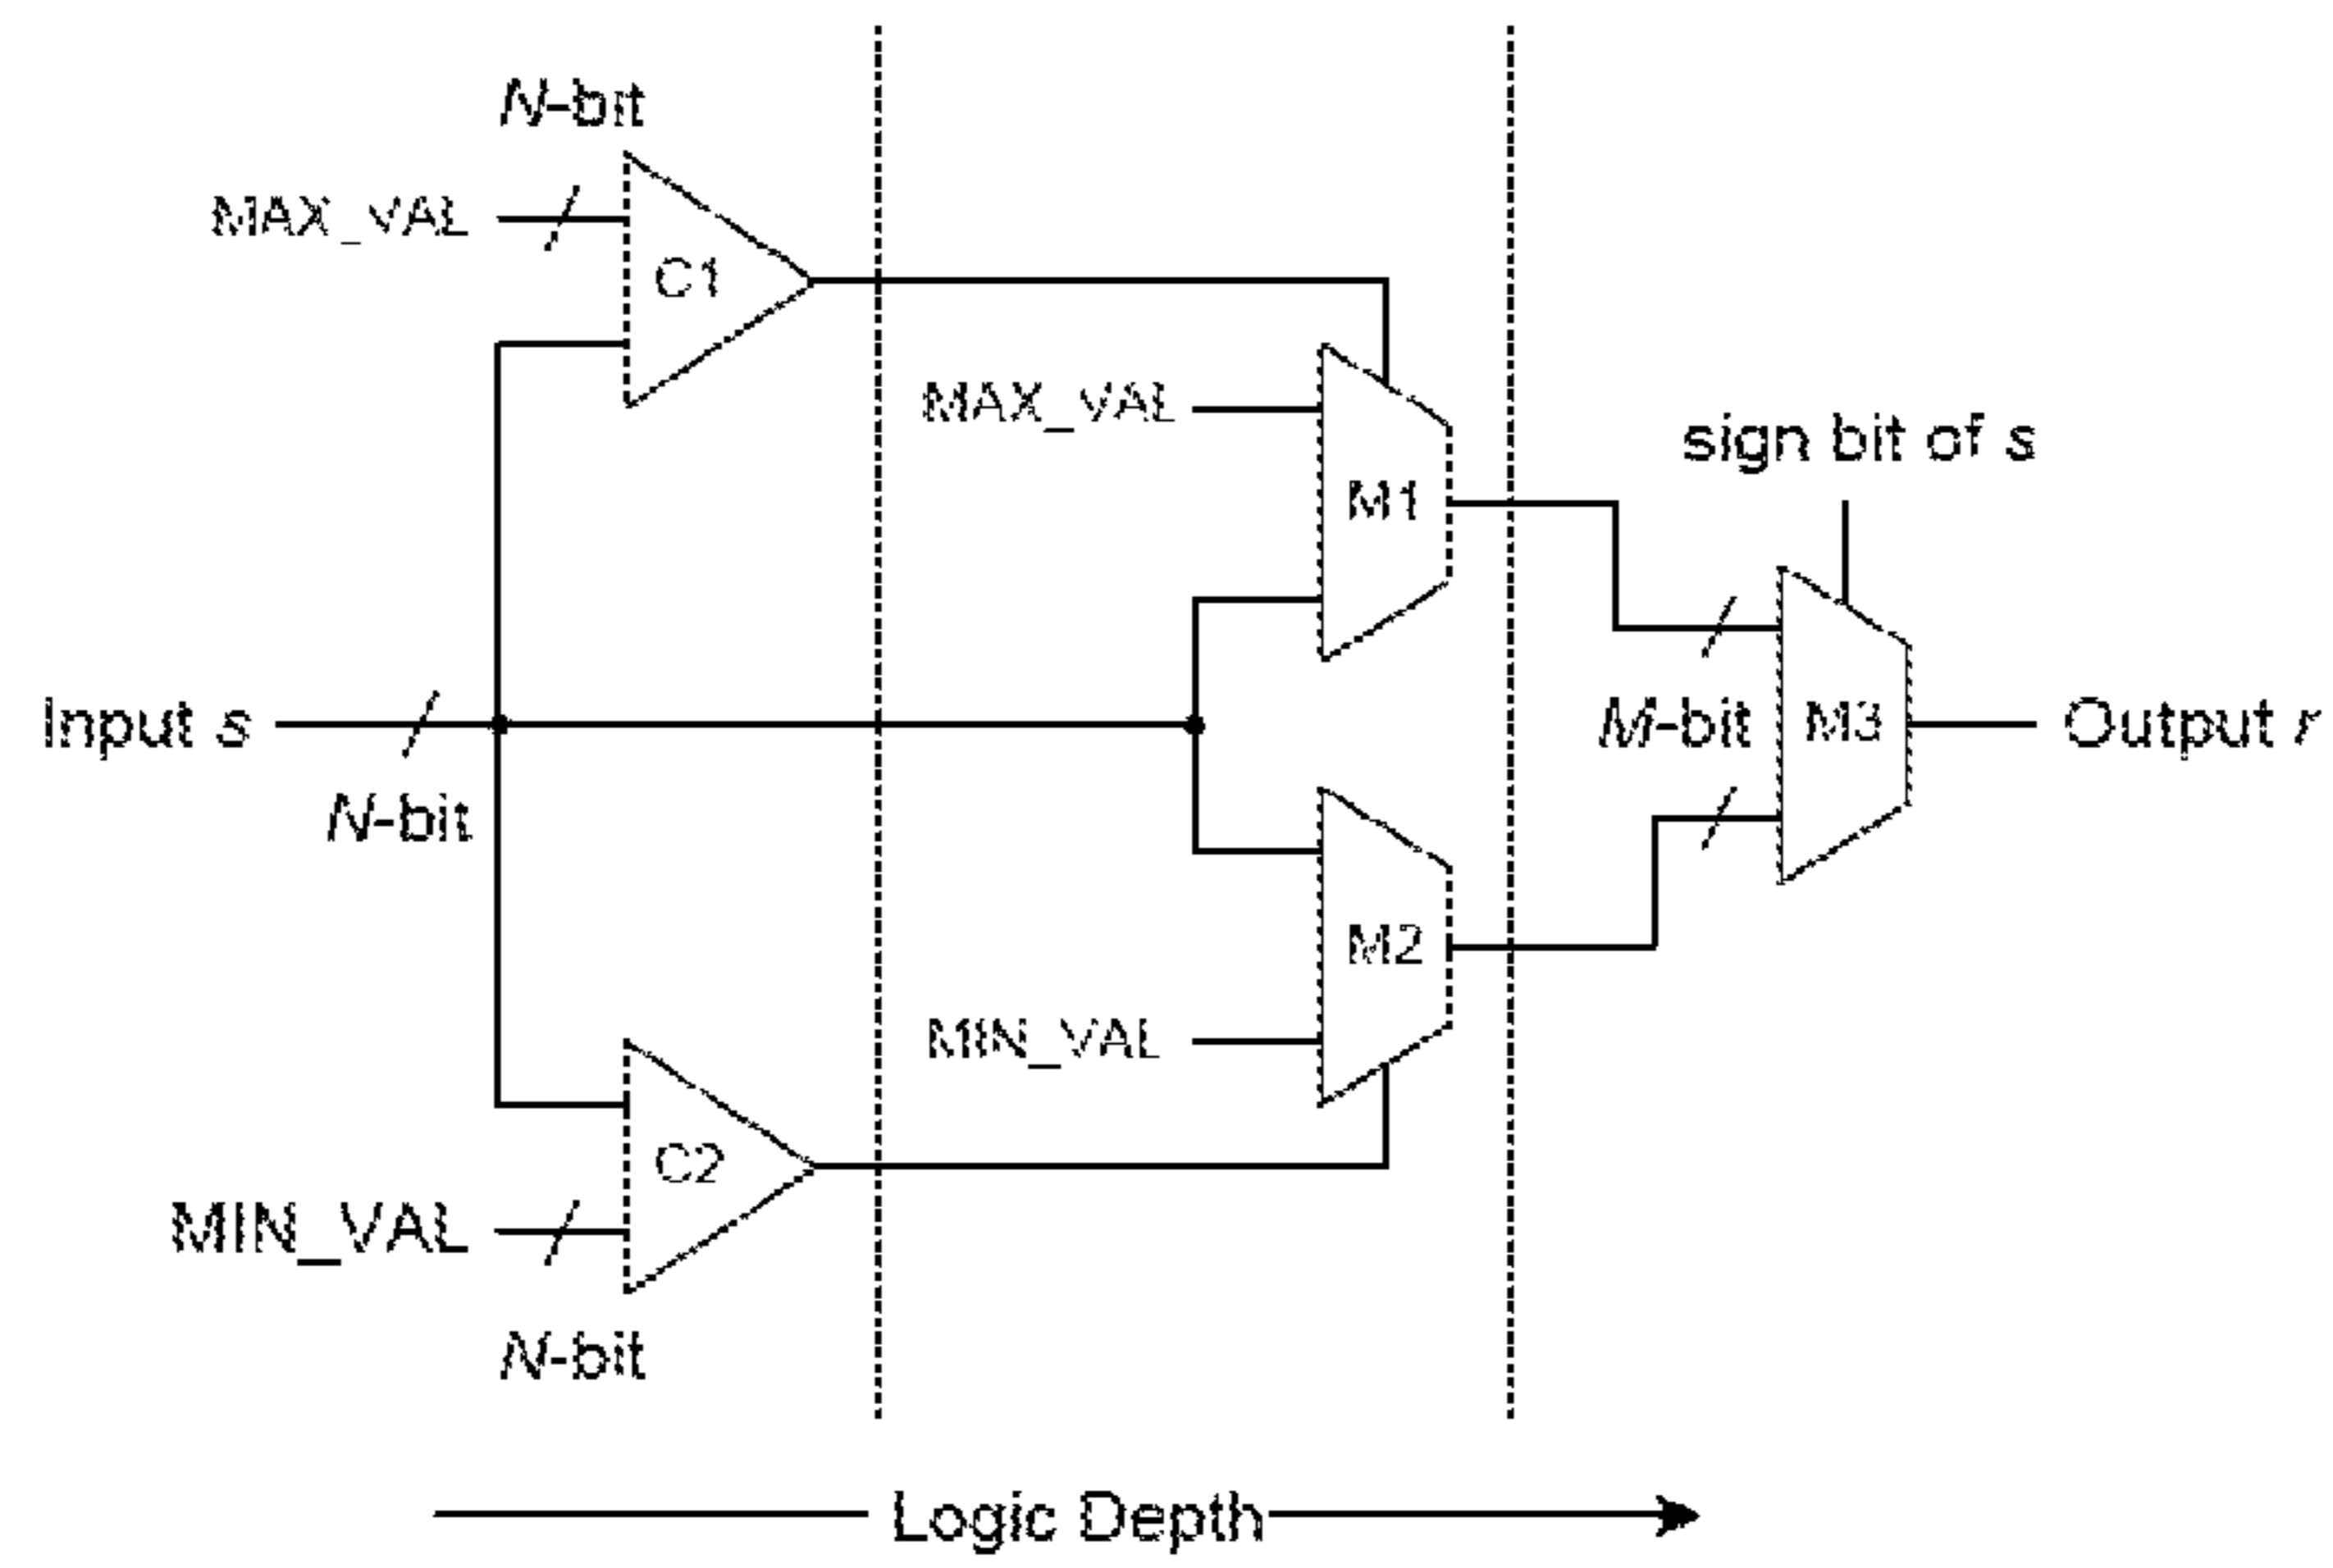 N-bit
MAX_VAL
C1
MAX_VAL
M1
sign bit of s
Input s
N-bit
M-bit
M3
Output r
M2
MIN_VAL
C2
MIN_VAL
N-bit
Logic Depth